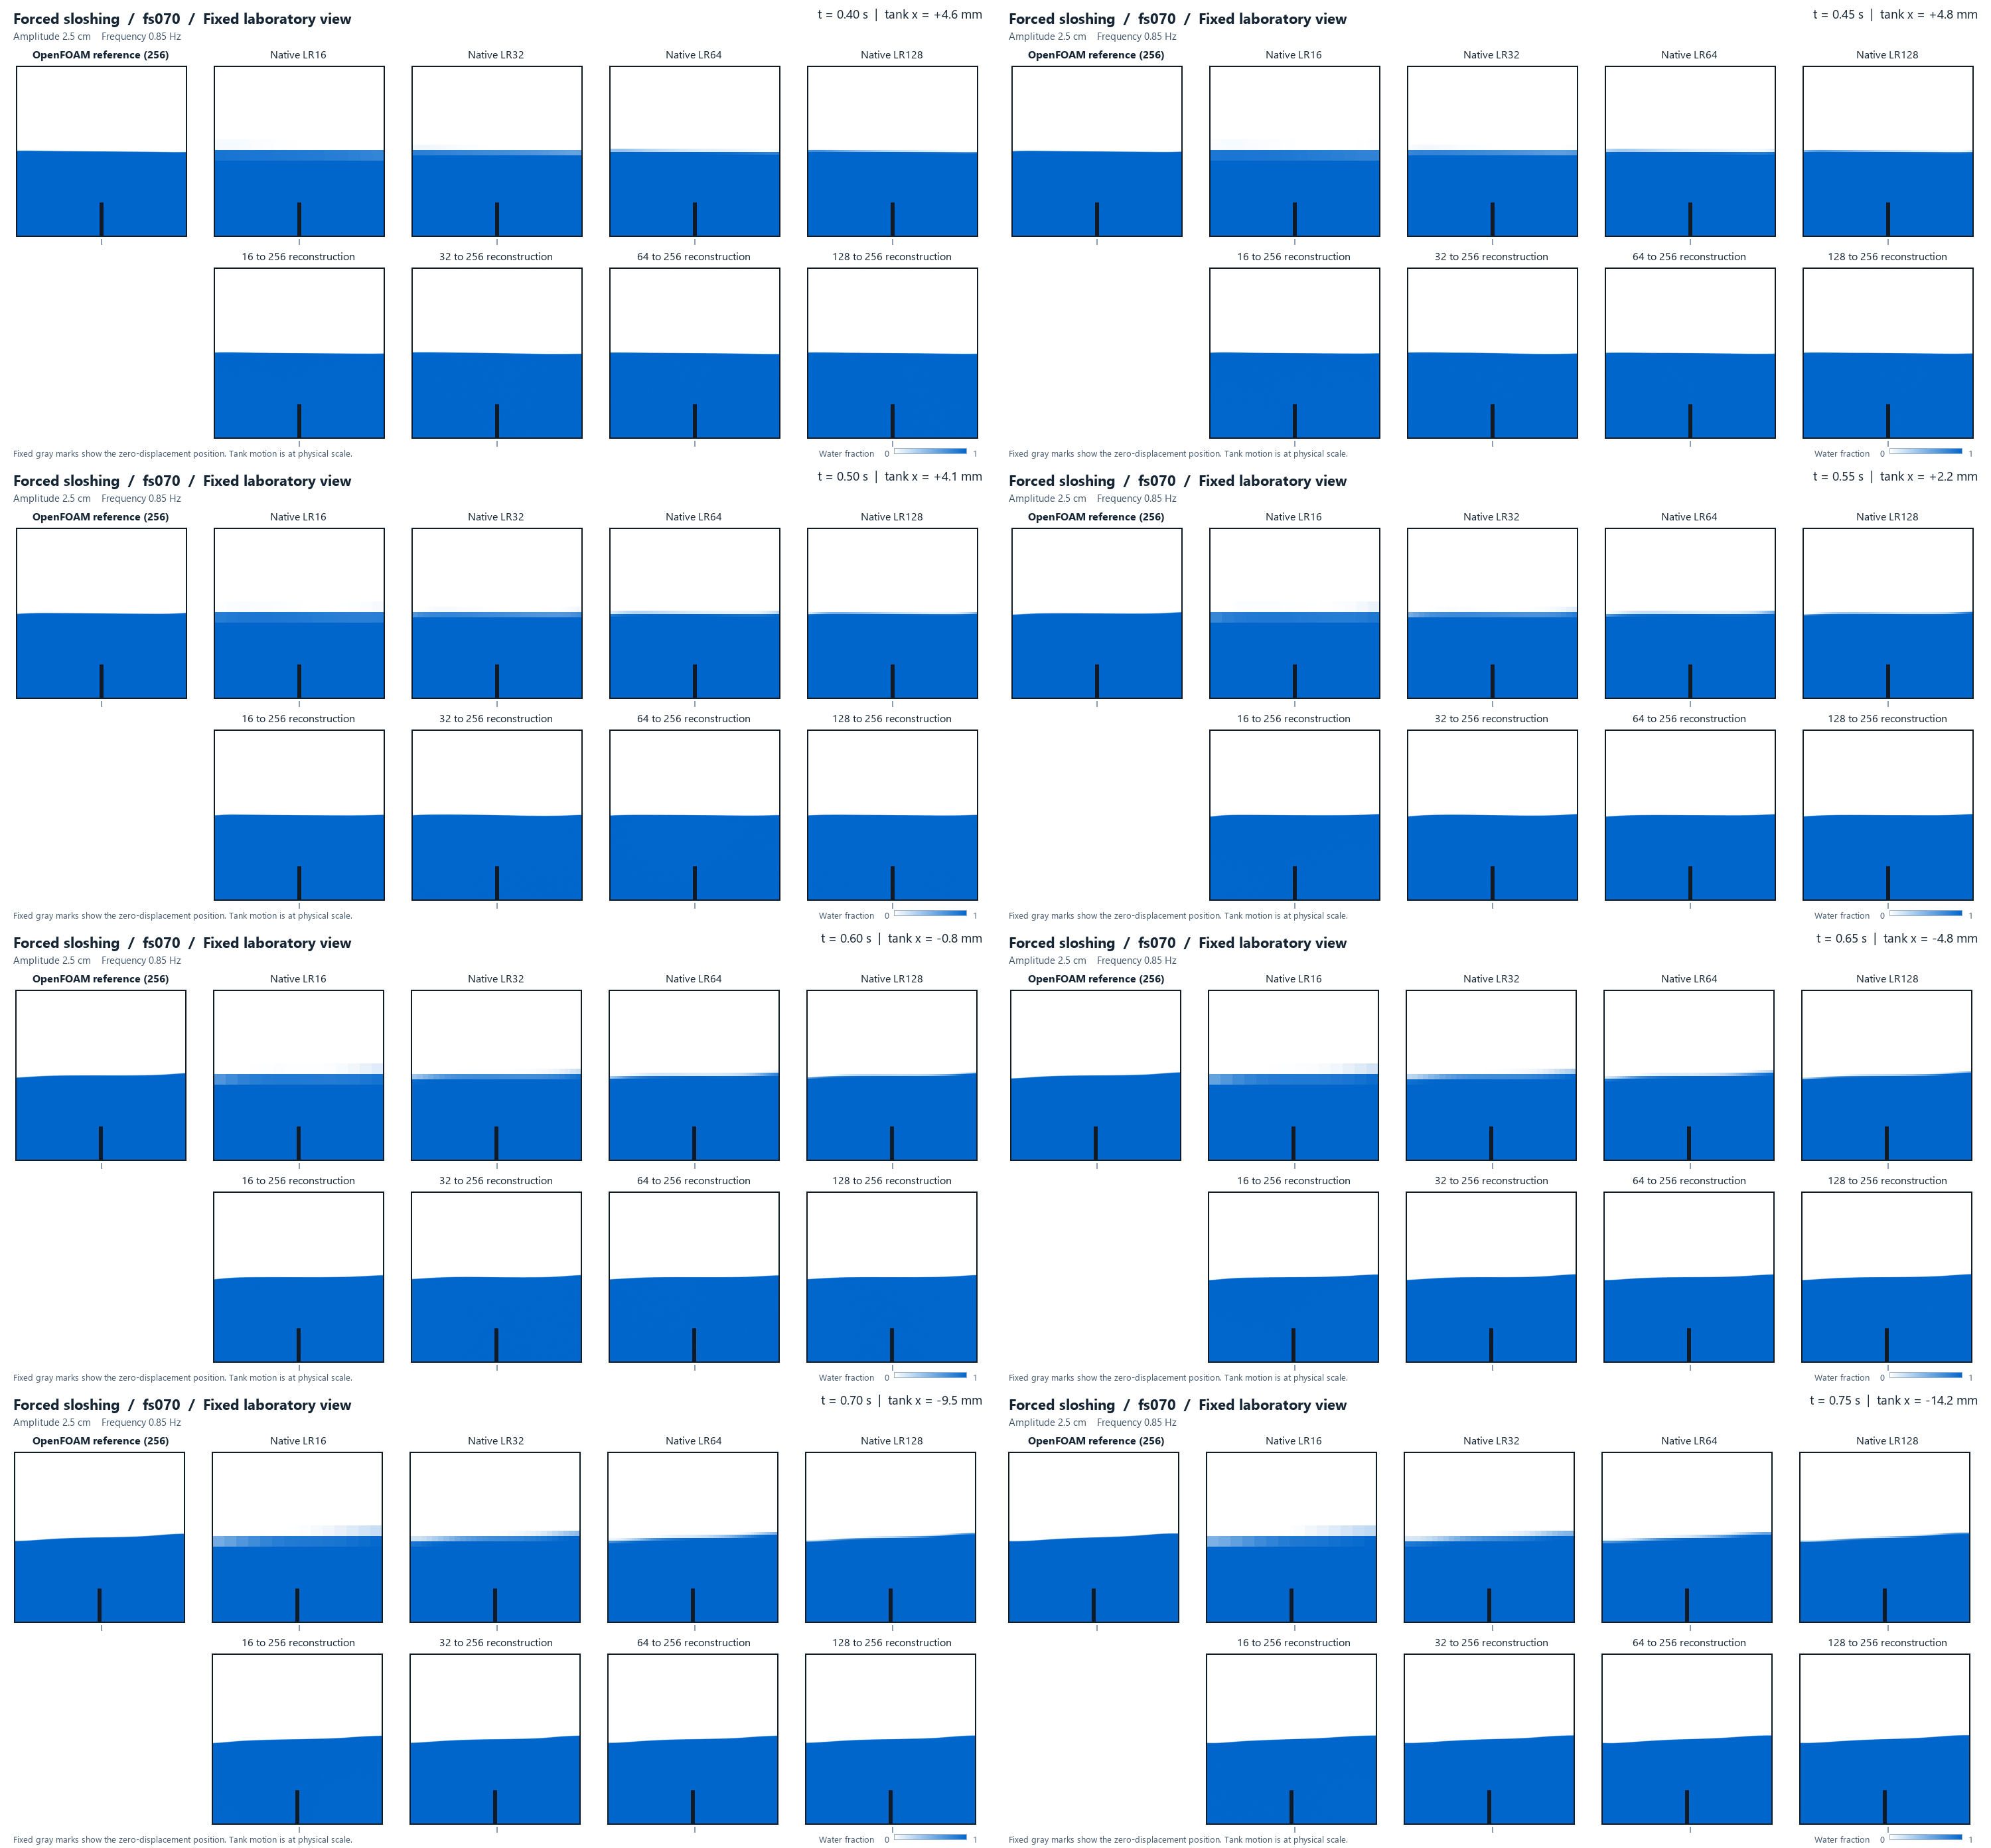 Forced sloshing / fs070 / Fixed laboratory view
t = 0.40 s | tank x = +4.6 mm
Amplitude 2.5 cm Frequency 0.85 Hz
OpenFOAM reference (256) Native LR16 Native LR32 Native LR64 Native LR128
16 to 256 reconstruction 32 to 256 reconstruction 64 to 256 reconstruction 128 to 256 reconstruction
Fixed gray marks show the zero-displacement position. Tank motion is at physical scale.
Water fraction 0 1
Forced sloshing / fs070 / Fixed laboratory view
t = 0.45 s | tank x = +4.8 mm
Amplitude 2.5 cm Frequency 0.85 Hz
OpenFOAM reference (256) Native LR16 Native LR32 Native LR64 Native LR128
16 to 256 reconstruction 32 to 256 reconstruction 64 to 256 reconstruction 128 to 256 reconstruction
Fixed gray marks show the zero-displacement position. Tank motion is at physical scale.
Water fraction 0 1
Forced sloshing / fs070 / Fixed laboratory view
t = 0.50 s | tank x = +4.1 mm
Amplitude 2.5 cm Frequency 0.85 Hz
OpenFOAM reference (256) Native LR16 Native LR32 Native LR64 Native LR128
16 to 256 reconstruction 32 to 256 reconstruction 64 to 256 reconstruction 128 to 256 reconstruction
Fixed gray marks show the zero-displacement position. Tank motion is at physical scale.
Water fraction 0 1
Forced sloshing / fs070 / Fixed laboratory view
t = 0.55 s | tank x = +2.2 mm
Amplitude 2.5 cm Frequency 0.85 Hz
OpenFOAM reference (256) Native LR16 Native LR32 Native LR64 Native LR128
16 to 256 reconstruction 32 to 256 reconstruction 64 to 256 reconstruction 128 to 256 reconstruction
Fixed gray marks show the zero-displacement position. Tank motion is at physical scale.
Water fraction 0 1
Forced sloshing / fs070 / Fixed laboratory view
t = 0.60 s | tank x = -0.8 mm
Amplitude 2.5 cm Frequency 0.85 Hz
OpenFOAM reference (256) Native LR16 Native LR32 Native LR64 Native LR128
16 to 256 reconstruction 32 to 256 reconstruction 64 to 256 reconstruction 128 to 256 reconstruction
Fixed gray marks show the zero-displacement position. Tank motion is at physical scale.
Water fraction 0 1
Forced sloshing / fs070 / Fixed laboratory view
t = 0.65 s | tank x = -4.8 mm
Amplitude 2.5 cm Frequency 0.85 Hz
OpenFOAM reference (256) Native LR16 Native LR32 Native LR64 Native LR128
16 to 256 reconstruction 32 to 256 reconstruction 64 to 256 reconstruction 128 to 256 reconstruction
Fixed gray marks show the zero-displacement position. Tank motion is at physical scale.
Water fraction 0 1
Forced sloshing / fs070 / Fixed laboratory view
t = 0.70 s | tank x = -9.5 mm
Amplitude 2.5 cm Frequency 0.85 Hz
OpenFOAM reference (256) Native LR16 Native LR32 Native LR64 Native LR128
16 to 256 reconstruction 32 to 256 reconstruction 64 to 256 reconstruction 128 to 256 reconstruction
Fixed gray marks show the zero-displacement position. Tank motion is at physical scale.
Water fraction 0 1
Forced sloshing / fs070 / Fixed laboratory view
t = 0.75 s | tank x = -14.2 mm
Amplitude 2.5 cm Frequency 0.85 Hz
OpenFOAM reference (256) Native LR16 Native LR32 Native LR64 Native LR128
16 to 256 reconstruction 32 to 256 reconstruction 64 to 256 reconstruction 128 to 256 reconstruction
Fixed gray marks show the zero-displacement position. Tank motion is at physical scale.
Water fraction 0 1